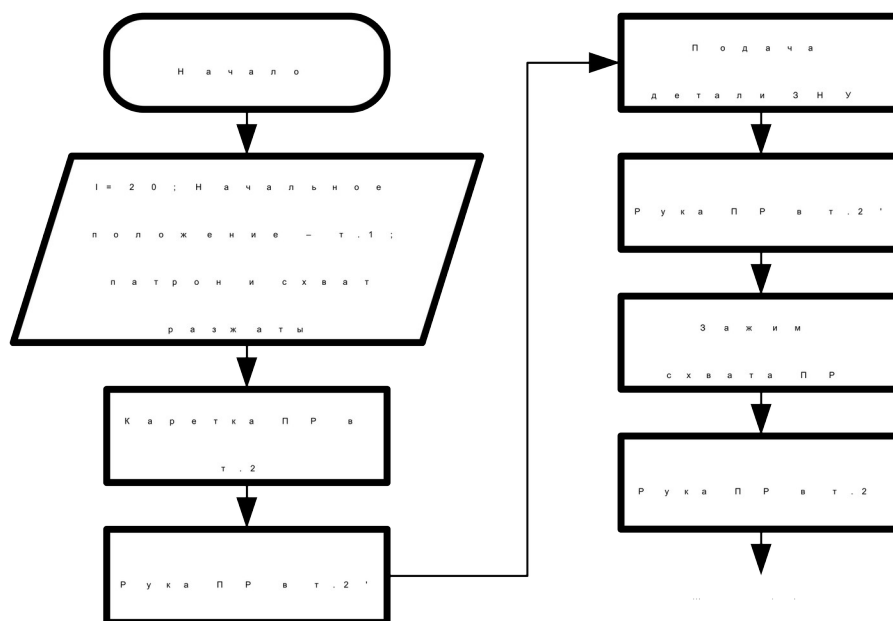 Начало
I=20; Начальное
положение – т.1;
патрон и схват
разжаты
Каретка ПР в
т.2
Рука ПР в т.2'
Подача
детали ЗНУ
Рука ПР в т.2'
Зажим
схвата ПР
Рука ПР в т.2